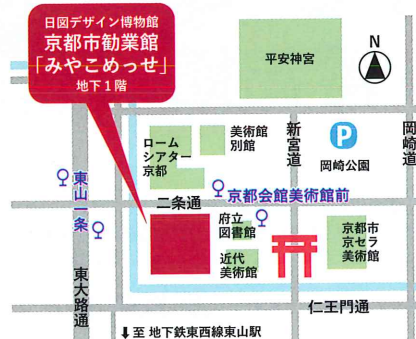 日図デザイン博物館
京都市勧業館
「みやこめっせ」
地下1階
平安神宮
N
ローム
シアター
京都
美術館
別館
新宮道
P
岡崎公園
岡崎道
東山二条
二条通
京都会館美術館前
府立
図書館
近代
美術館
京都市
京セラ
美術館
東大路通
仁王門通
⬇至 地下鉄東西線東山駅